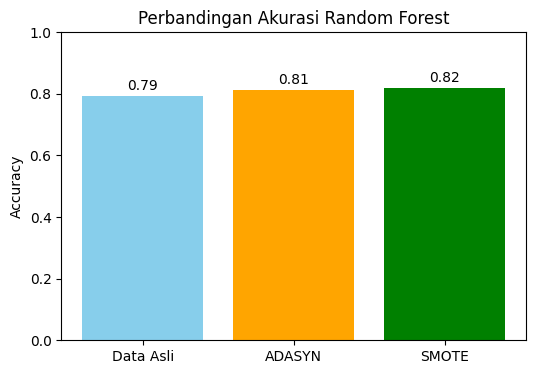 Perbandingan Akurasi Random Forest
1.0
0.8
0.6
0.4
0.2
0.0
Accuracy
0.79
0.81
0.82
Data Asli
ADASYN
SMOTE